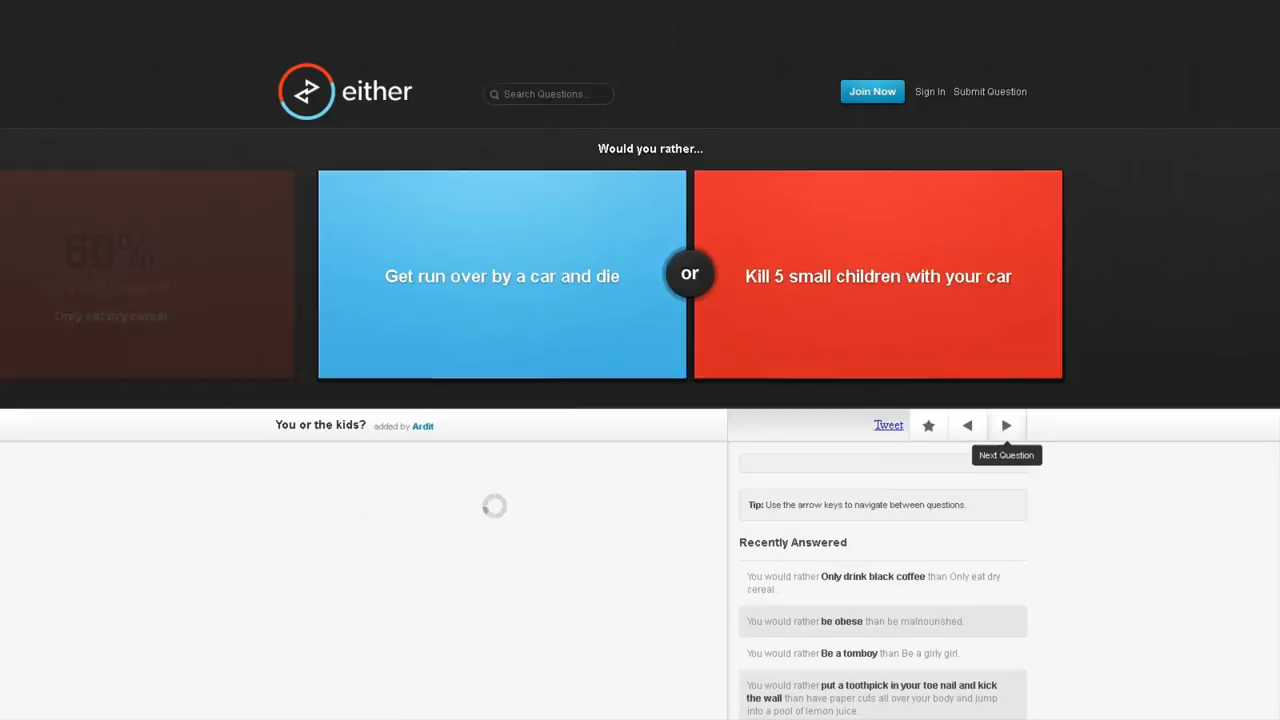 either
Search Questions...
Join Now
Sign In
Submit Question
Would you rather...
60%
Only eat dry cereal
Get run over by a car and die
or
Kill 5 small children with your car
You or the kids? added by Ardit
Tweet
Next Question
Tip: Use the arrow keys to navigate between questions.
Recently Answered
You would rather Only drink black coffee than Only eat dry
cereal .
You would rather be obese than be malnourished.
You would rather Be a tomboy than Be a girly girl.
You would rather put a toothpick in your toe nail and kick
the wall than have paper cuts all over your body and jump
into a pool of lemon juice.